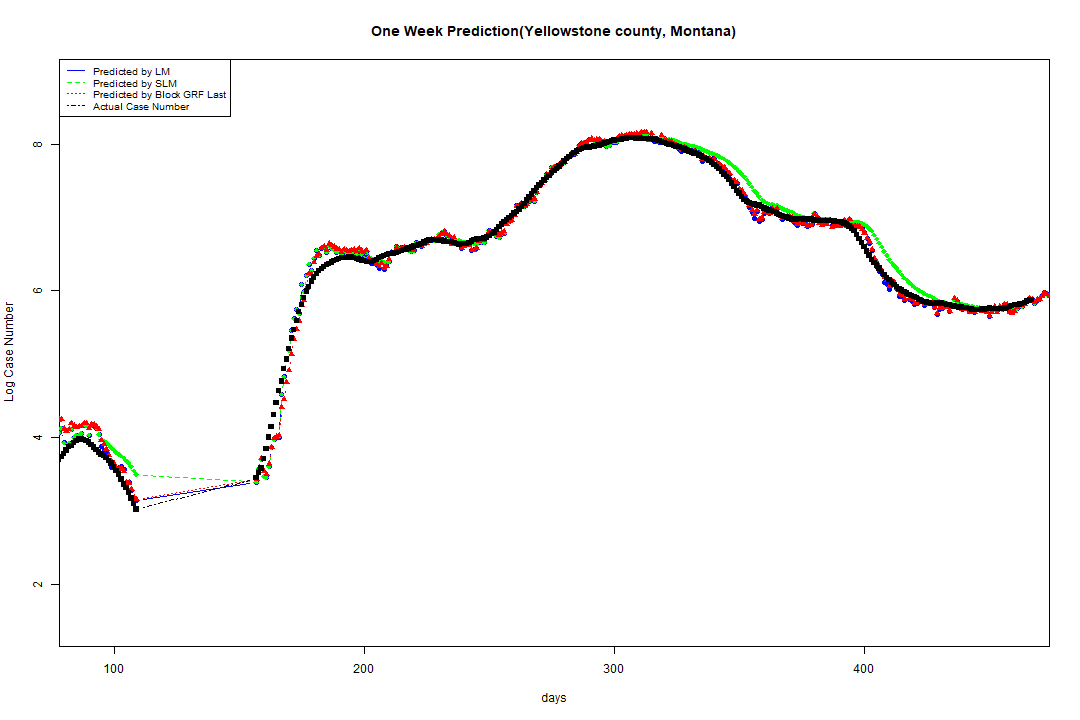 One Week Prediction(Yellowstone county, Montana)
Predicted by LM
Predicted by SLM
Predicted by Block GRF Last
Actual Case Number
8
6
4
2
Log Case Number
100 200 300 400
days